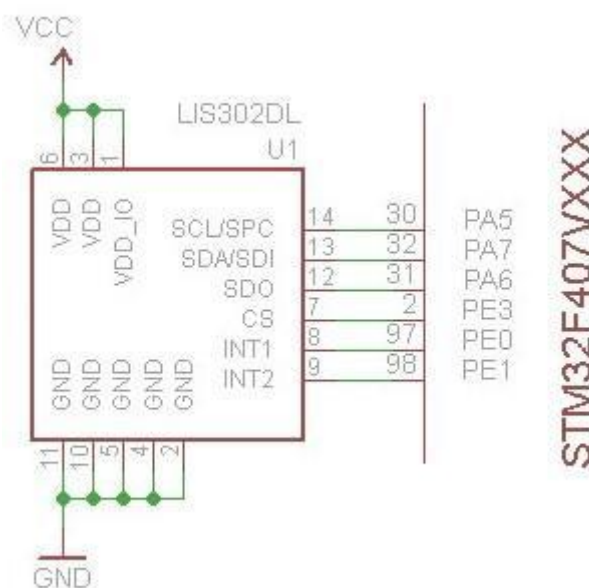 VCC
LIS302DL
U1
6 3 1
VDD VDD VDD_IO
SCL/SPC 14 30 PA5
SDA/SDI 13 32 PA7
SDO 12 31 PA6
CS 7 2 PE3
INT1 8 97 PE0
INT2 9 98 PE1
GND GND GND GND GND
11 10 5 4 2
GND
STM32F407VXXX